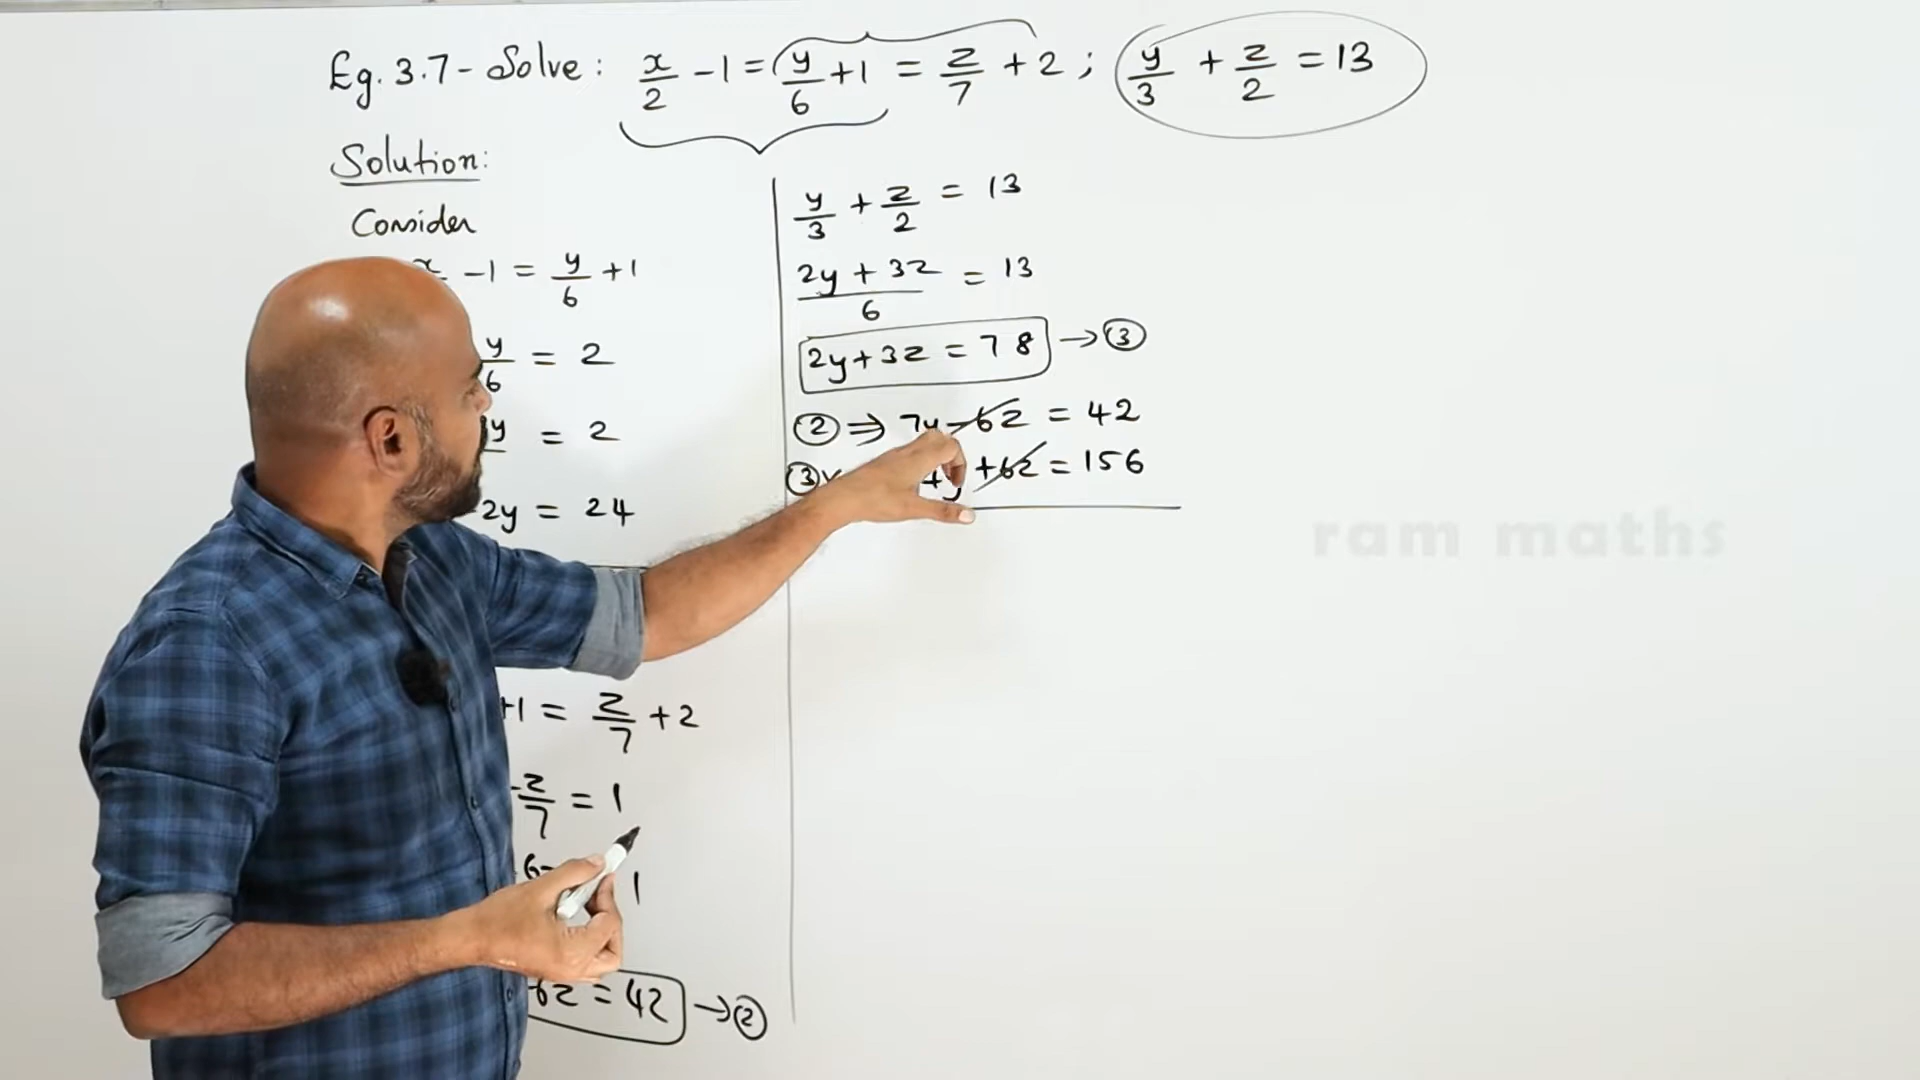 Eg. 3.7 - Solve: x/2 - 1 = (y/6 + 1 = z/7 + 2 ; y/3 + z/2 = 13
Solution:
Consider
x - 1 = y/6 + 1
y/6 = 2
y = 2
2y = 24
+1 = z/7 + 2
-z/7 = 1
6 1
6z = 42 → ②
y/3 + z/2 = 13
2y + 3z/6 = 13
2y + 3z = 78 → ③
② ⇒ 7y - 6z = 42
③ 4y + 6z = 156
ram maths